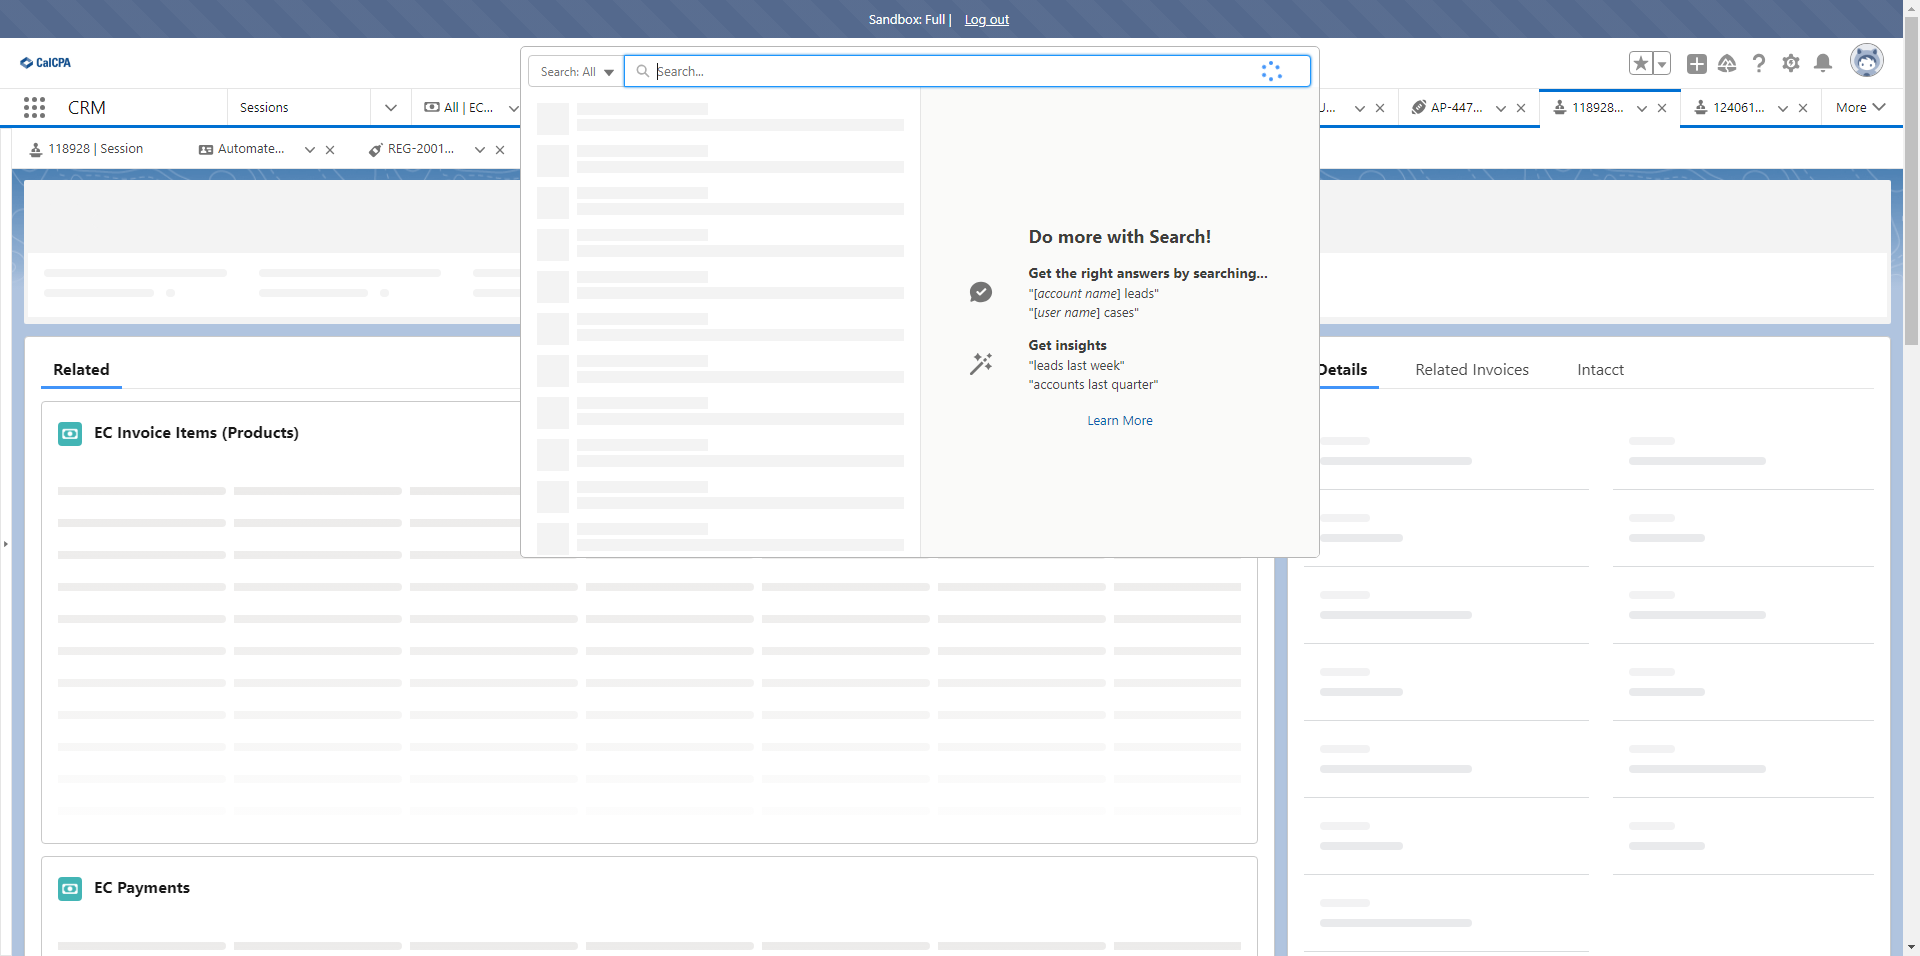 Sandbox: Full | Log out
CalCPA
Search: All
Search...
CRM
Sessions
All | EC...
AP-447...
118928...
124061...
More
118928 | Session
Automate...
REG-2001...
Do more with Search!
Get the right answers by searching...
"[account name] leads"
"[user name] cases"
Get insights
"leads last week"
"accounts last quarter"
Learn More
Related
EC Invoice Items (Products)
EC Payments
Details
Related Invoices
Intacct